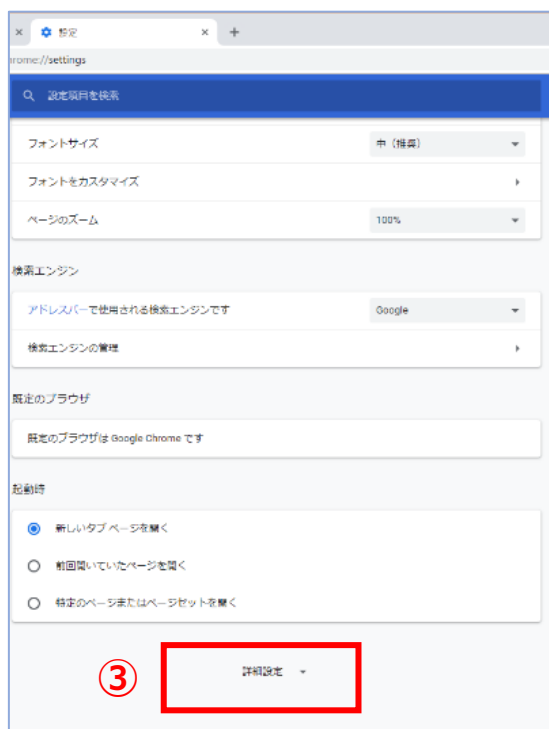 設定
rome://settings
設定項目を検索
フォントサイズ 中（推奨）
フォントをカスタマイズ
ページのズーム 100%
検索エンジン
アドレスバーで使用される検索エンジンです Google
検索エンジンの管理
既定のブラウザ
既定のブラウザは Google Chrome です
起動時
新しいタブ ページを開く
前回開いていたページを開く
特定のページまたはページセットを開く
③ 詳細設定